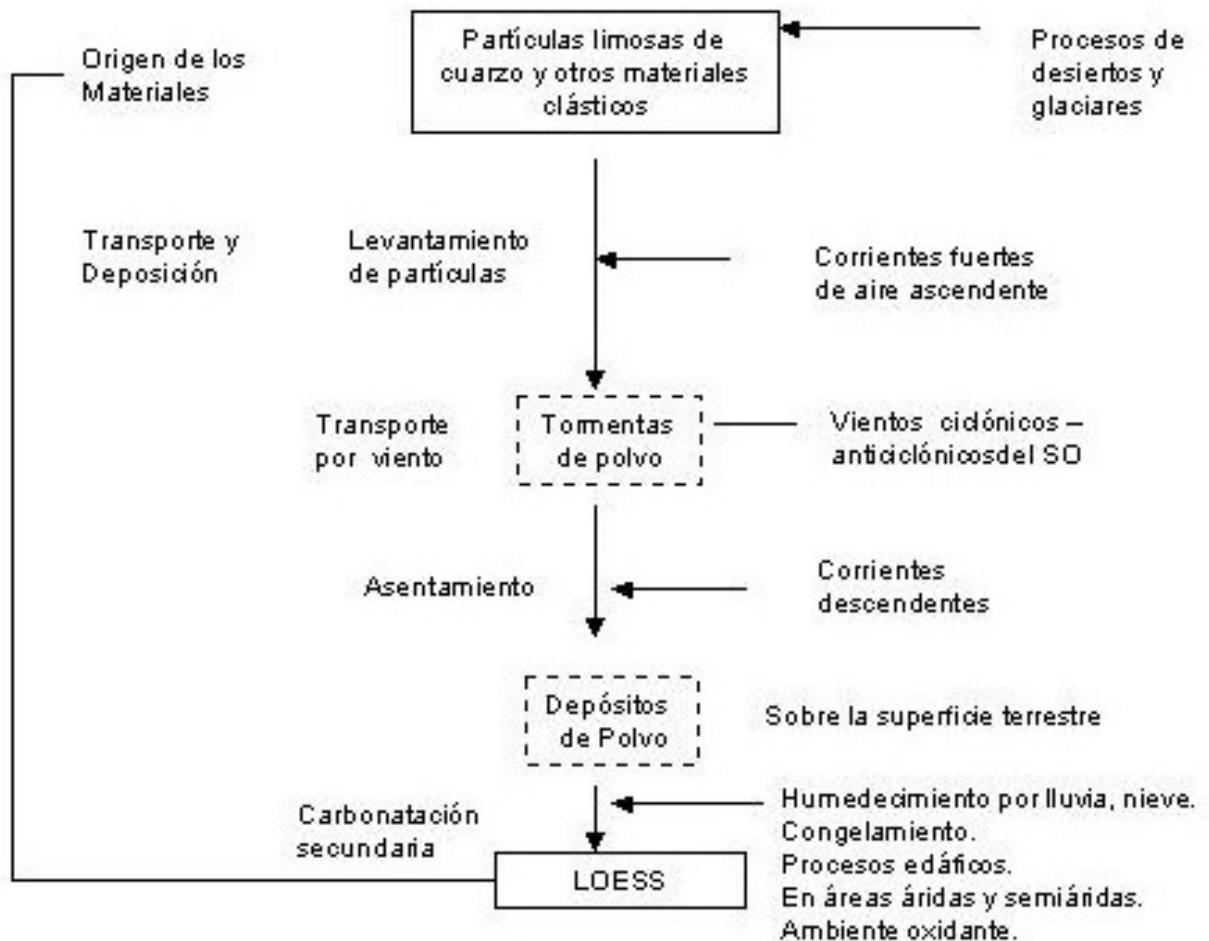 Origen de los
Materiales
Partículas limosas de
cuarzo y otros materiales
clásticos
Procesos de
desiertos y
glaciares
Transporte y
Deposición
Levantamiento
de partículas
Corrientes fuertes
de aire ascendente
Transporte
por viento
Tormentas
de polvo
Vientos ciclónicos –
anticiclónicosdel SO
Asentamiento
Corrientes
descendentes
Depósitos
de Polvo
Sobre la superficie terrestre
Carbonatación
secundaria
Humedecimiento por lluvia, nieve.
Congelamiento.
Procesos edáficos.
En áreas áridas y semiáridas.
Ambiente oxidante.
LOESS